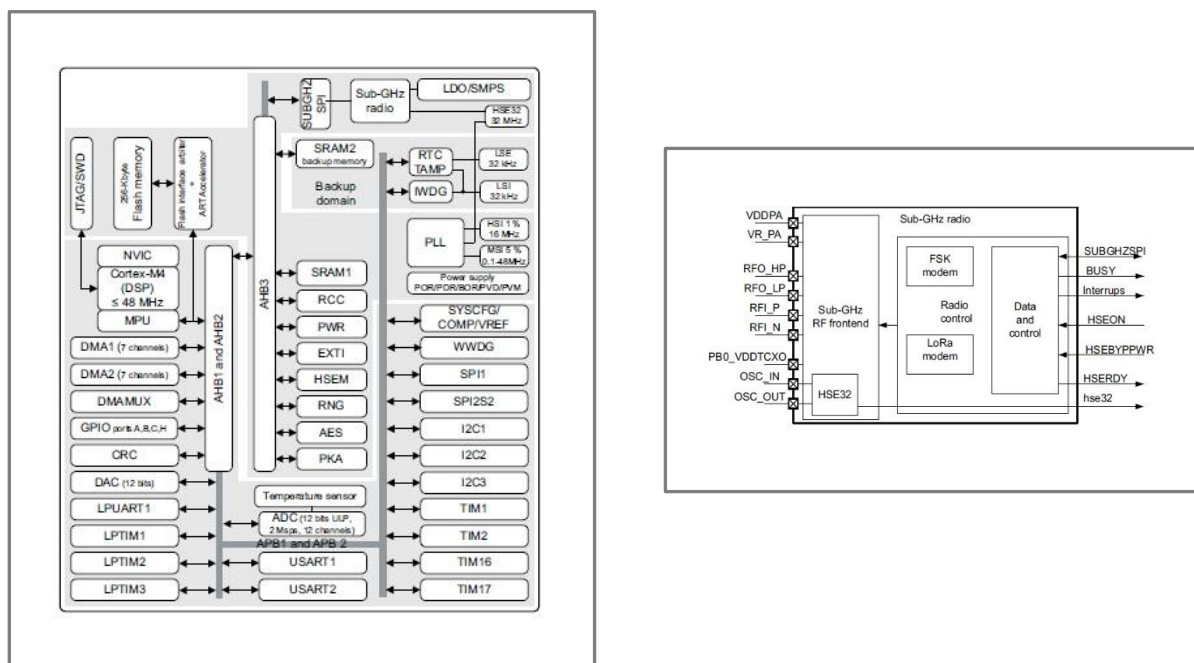 SUBGHZ
SPI
Sub-GHz
radio
LDO/SMPS
HSE32
32 MHz
JTAG/SWD
256-Kbyte
Flash memory
Flash interface arbiter
+
ART Accelerator
SRAM2
backup memory
Backup
domain
RTC
TAMP
IWDG
LSE
32 kHz
LSI
32 kHz
PLL
HSI 1 %
16 MHz
MSI 5 %
0.1-48MHz
Power supply
POR/PDR/BOR/PVD/PVM
NVIC
Cortex-M4
(DSP)
≤ 48 MHz
MPU
DMA1 (7 channels)
DMA2 (7 channels)
DMAMUX
GPIO ports A,B,C,H
CRC
DAC (12 bits)
LPUART1
LPTIM1
LPTIM2
LPTIM3
AHB1 and AHB2
AHB3
SRAM1
RCC
PWR
EXTI
HSEM
RNG
AES
PKA
Temperature sensor
ADC (12 bits ULP,
2 Msps, 12 channels)
APB1 and APB 2
USART1
USART2
SYSCFG/
COMP/VREF
WWDG
SPI1
SPI2S2
I2C1
I2C2
I2C3
TIM1
TIM2
TIM16
TIM17
VDDPA
VR_PA
RFO_HP
RFO_LP
RFI_P
RFI_N
PB0_VDDTCXO
OSC_IN
OSC_OUT
Sub-GHz radio
Sub-GHz
RF frontend
HSE32
FSK
modem
Radio
control
LoRa
modem
Data
and
control
SUBGHZSPI
BUSY
Interrups
HSEON
HSEBYPPWR
HSERDY
hse32